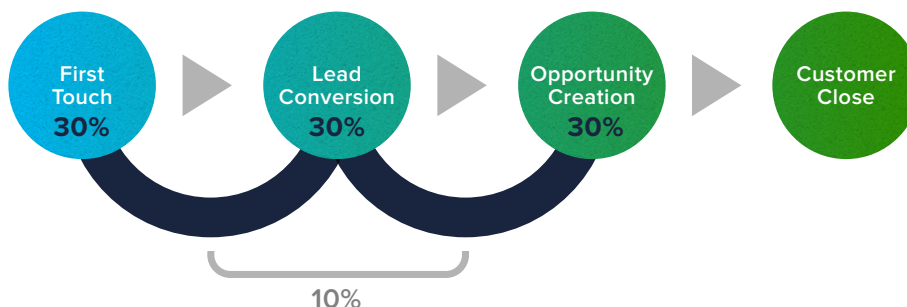 First
Touch
30%
Lead
Conversion
30%
Opportunity
Creation
30%
Customer
Close
10%